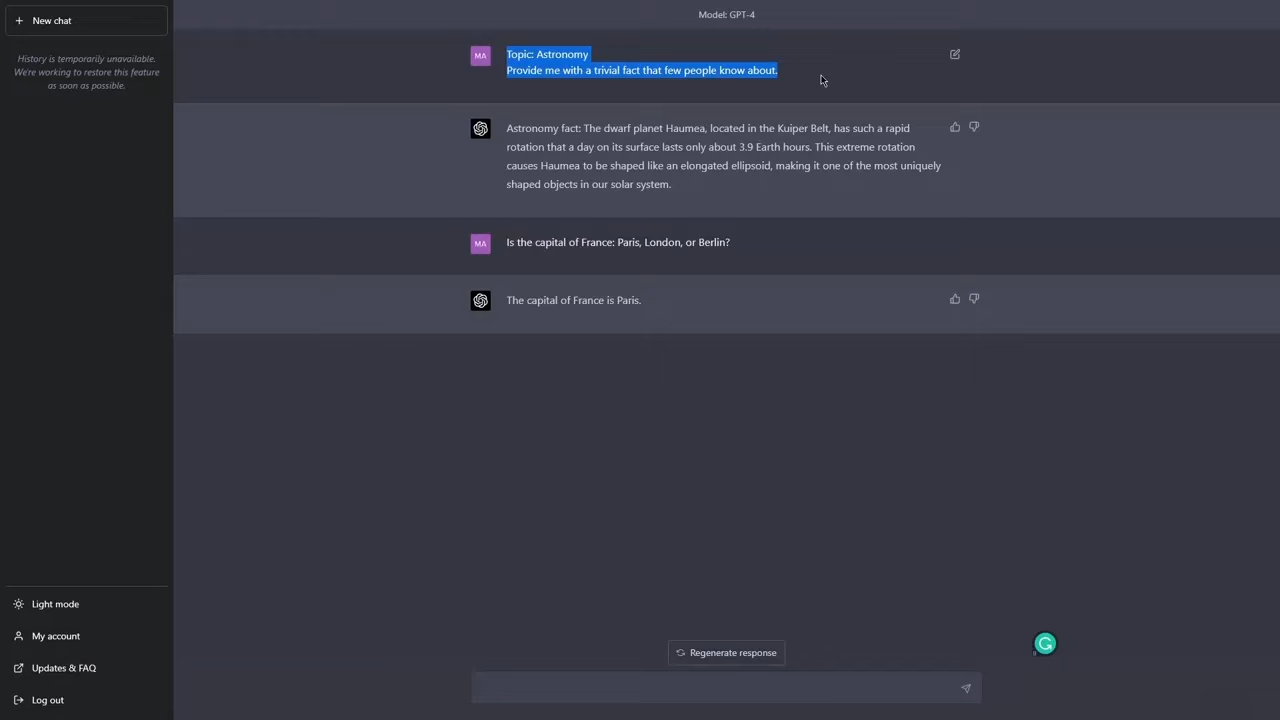 Model: GPT-4
New chat
History is temporarily unavailable.
We're working to restore this feature
as soon as possible.
MA
Topic: Astronomy
Provide me with a trivial fact that few people know about.
Astronomy fact: The dwarf planet Haumea, located in the Kuiper Belt, has such a rapid
rotation that a day on its surface lasts only about 3.9 Earth hours. This extreme rotation
causes Haumea to be shaped like an elongated ellipsoid, making it one of the most uniquely
shaped objects in our solar system.
MA
Is the capital of France: Paris, London, or Berlin?
The capital of France is Paris.
Light mode
My account
Updates & FAQ
Log out
Regenerate response